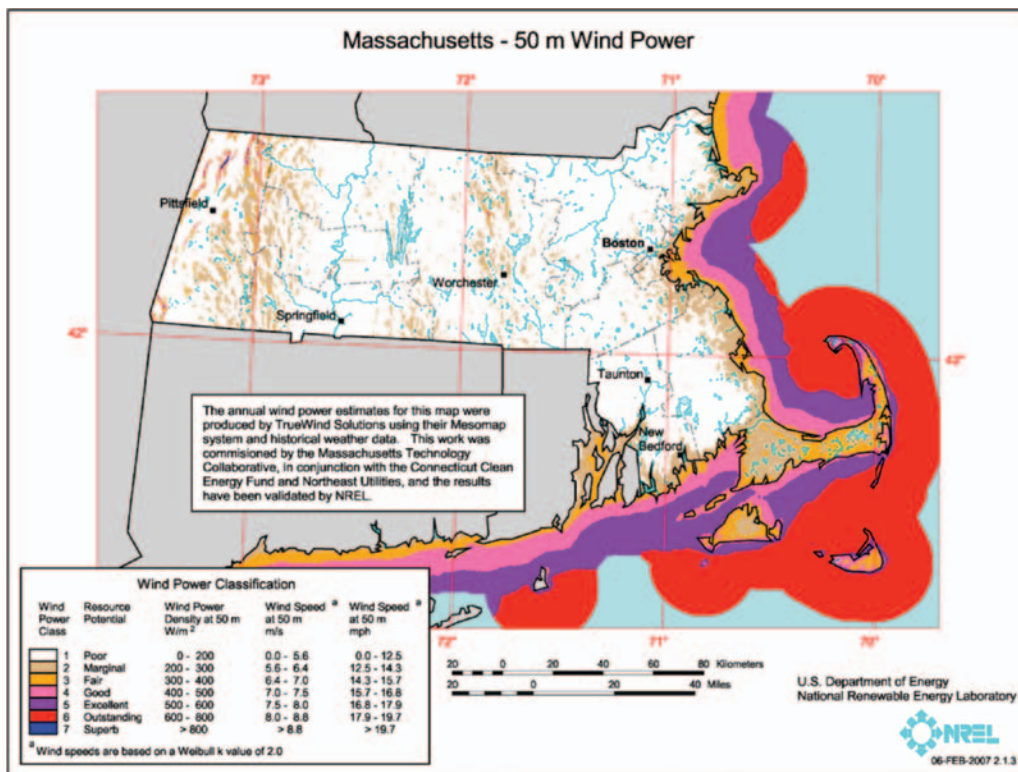 Massachusetts - 50 m Wind Power
73° 72° 71° 70°
Pittsfield
Boston
Worchester
Springfield
42° 42°
Taunton
New
Bedford
The annual wind power estimates for this map were
produced by TrueWind Solutions using their Mesomap
system and historical weather data. This work was
commisioned by the Massachusetts Technology
Collaborative, in conjunction with the Connecticut Clean
Energy Fund and Northeast Utilities, and the results
have been validated by NREL.
72° 71° 70°
Wind Power Classification
Wind Power Class Resource Potential Wind Power Density at 50 m W/m² Wind Speed ᵃ at 50 m m/s Wind Speed ᵃ at 50 m mph
1 Poor 0 - 200 0.0 - 5.6 0.0 - 12.5
2 Marginal 200 - 300 5.6 - 6.4 12.5 - 14.3
3 Fair 300 - 400 6.4 - 7.0 14.3 - 15.7
4 Good 400 - 500 7.0 - 7.5 15.7 - 16.8
5 Excellent 500 - 600 7.5 - 8.0 16.8 - 17.9
6 Outstanding 600 - 800 8.0 - 8.8 17.9 - 19.7
7 Superb > 800 > 8.8 > 19.7
ᵃ Wind speeds are based on a Weibull k value of 2.0
20 0 20 40 60 80 Kilometers
20 0 20 40 Miles
U.S. Department of Energy
National Renewable Energy Laboratory
NREL
06-FEB-2007 2.1.3